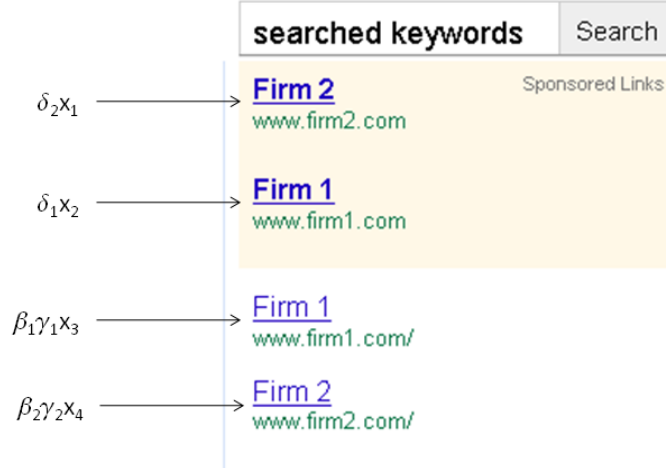 searched keywords Search
δ₂x₁ Firm 2 Sponsored Links
www.firm2.com
δ₁x₂ Firm 1
www.firm1.com
β₁γ₁x₃ Firm 1
www.firm1.com/
β₂γ₂x₄ Firm 2
www.firm2.com/